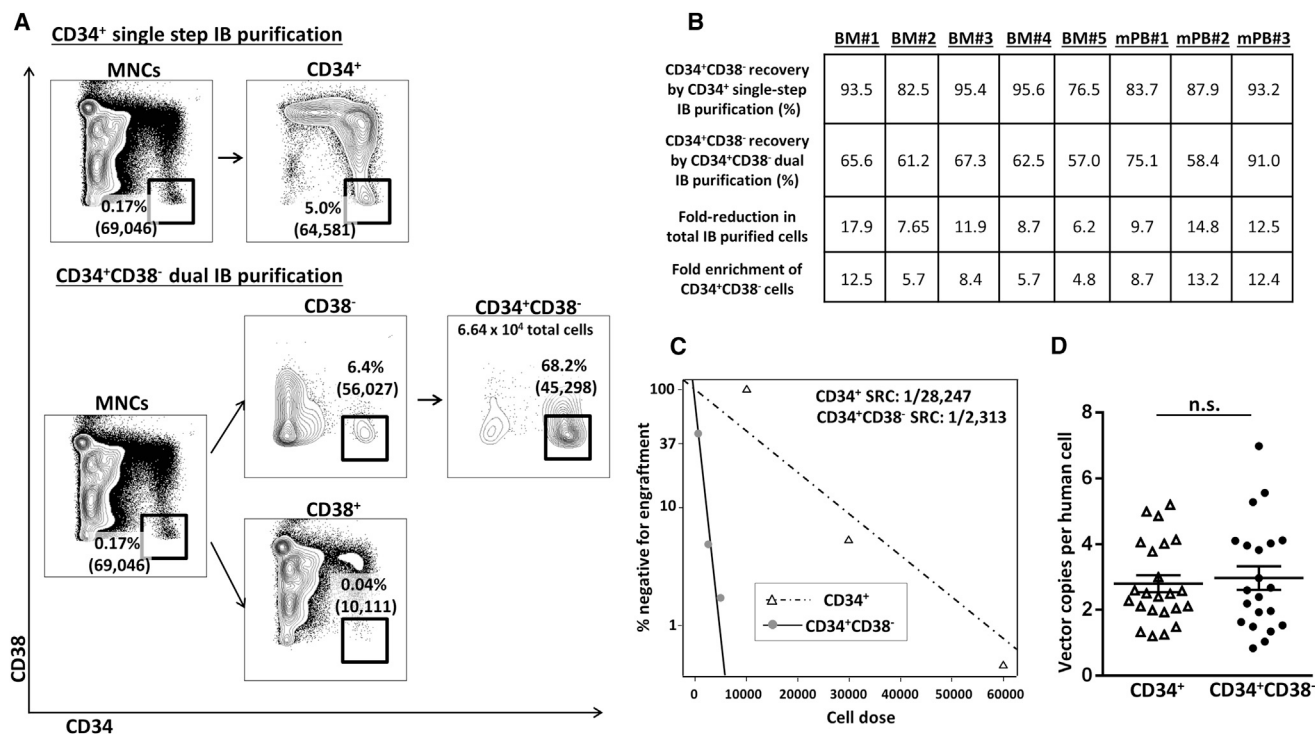 A
CD34⁺ single step IB purification
MNCs
CD34⁺
0.17%
(69,046)
5.0%
(64,581)
CD34⁺CD38⁻ dual IB purification
CD38⁻
CD34⁺CD38⁻
6.64 x 10⁴ total cells
6.4%
(56,027)
68.2%
(45,298)
MNCs
0.17%
(69,046)
CD38⁺
0.04%
(10,111)
CD38
CD34
B
BM#1 BM#2 BM#3 BM#4 BM#5 mPB#1 mPB#2 mPB#3
CD34⁺CD38⁻ recovery
by CD34⁺ single-step
IB purification (%)
93.5 82.5 95.4 95.6 76.5 83.7 87.9 93.2
CD34⁺CD38⁻ recovery
by CD34⁺CD38⁻ dual
IB purification (%)
65.6 61.2 67.3 62.5 57.0 75.1 58.4 91.0
Fold-reduction in
total IB purified cells
17.9 7.65 11.9 8.7 6.2 9.7 14.8 12.5
Fold enrichment of
CD34⁺CD38⁻ cells
12.5 5.7 8.4 5.7 4.8 8.7 13.2 12.4
C
CD34⁺ SRC: 1/28,247
CD34⁺CD38⁻ SRC: 1/2,313
% negative for engraftment
100
37
10
1
CD34⁺
CD34⁺CD38⁻
0 10000 20000 30000 40000 50000 60000
Cell dose
D
n.s.
Vector copies per human cell
8
6
4
2
0
CD34⁺ CD34⁺CD38⁻